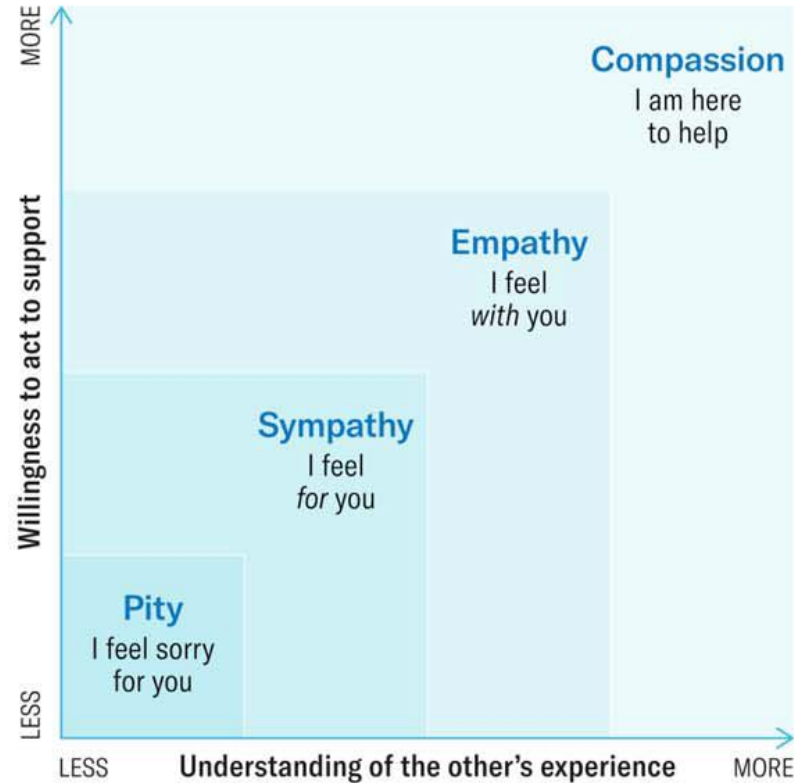 MORE
Compassion
I am here
to help
Willingness to act to support
Empathy
I feel
with you
Sympathy
I feel
for you
Pity
I feel sorry
for you
LESS
LESS Understanding of the other's experience MORE